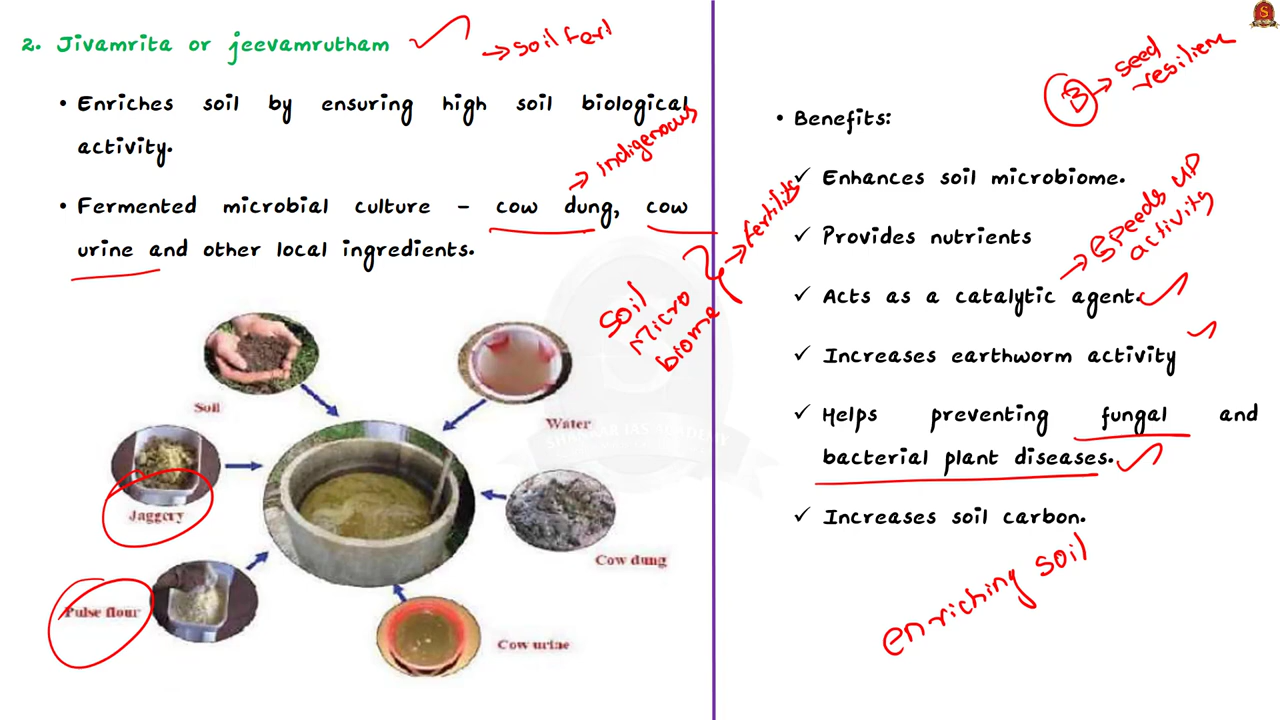 2. Jivamrita or jeevamrutham
→ soil fert
• Enriches soil by ensuring high soil biological
activity.
→ indigenous
• Fermented microbial culture – cow dung, cow
urine and other local ingredients.
Soil
Micro
biome
→ fertility
Soil
Water
Jaggery
Cow dung
Pulse flour
Cow urine
SHANKAR IAS ACADEMY
B → seed
resilience
• Benefits:
✓ Enhances soil microbiome.
✓ Provides nutrients
→ speeds up
activity
✓ Acts as a catalytic agent.
✓ Increases earthworm activity
✓ Helps preventing fungal and
bacterial plant diseases.
✓ Increases soil carbon.
enriching soil